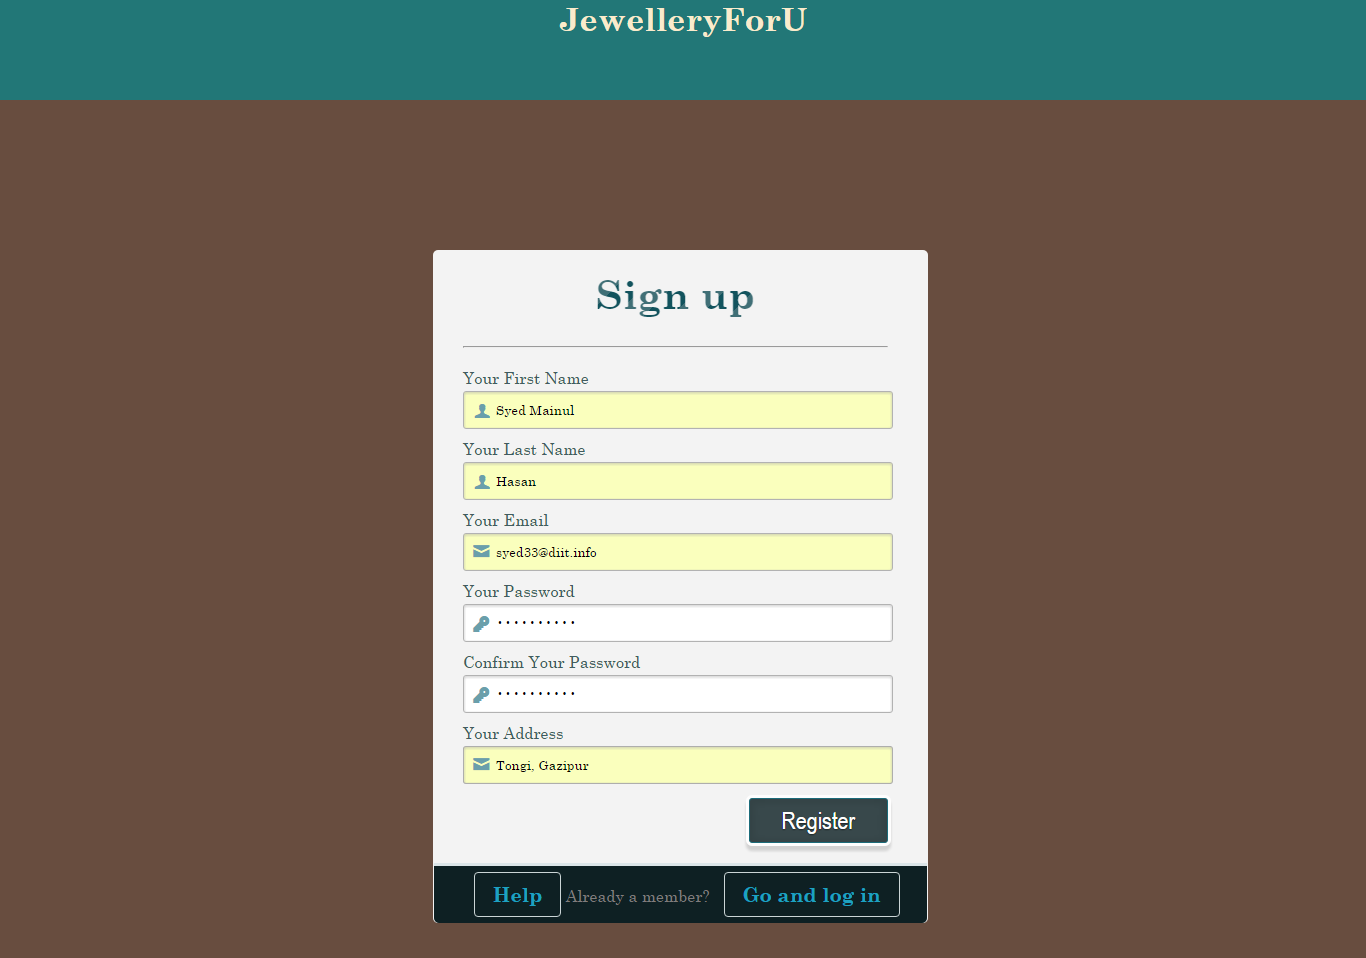 JewelleryForU
Sign up
Your First Name
Syed Mainul
Your Last Name
Hasan
Your Email
syed33@diit.info
Your Password
··········
Confirm Your Password
··········
Your Address
Tongi, Gazipur
Register
Help Already a member? Go and log in